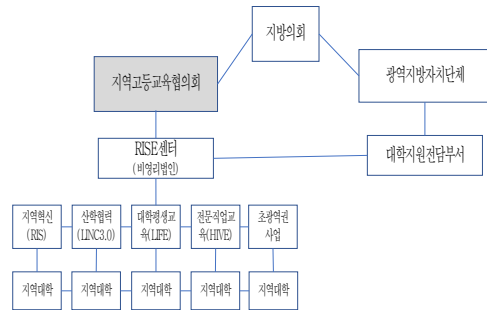 지방의회
지역고등교육협의회
광역지방자치단체
RISE센터
(비영리법인)
대학지원전담부서
지역혁신
(RIS)
산학협력
(LINC3.0)
대학평생교
육(LIFE)
전문직업교
육(HIVE)
초광역권
사업
지역대학
지역대학
지역대학
지역대학
지역대학